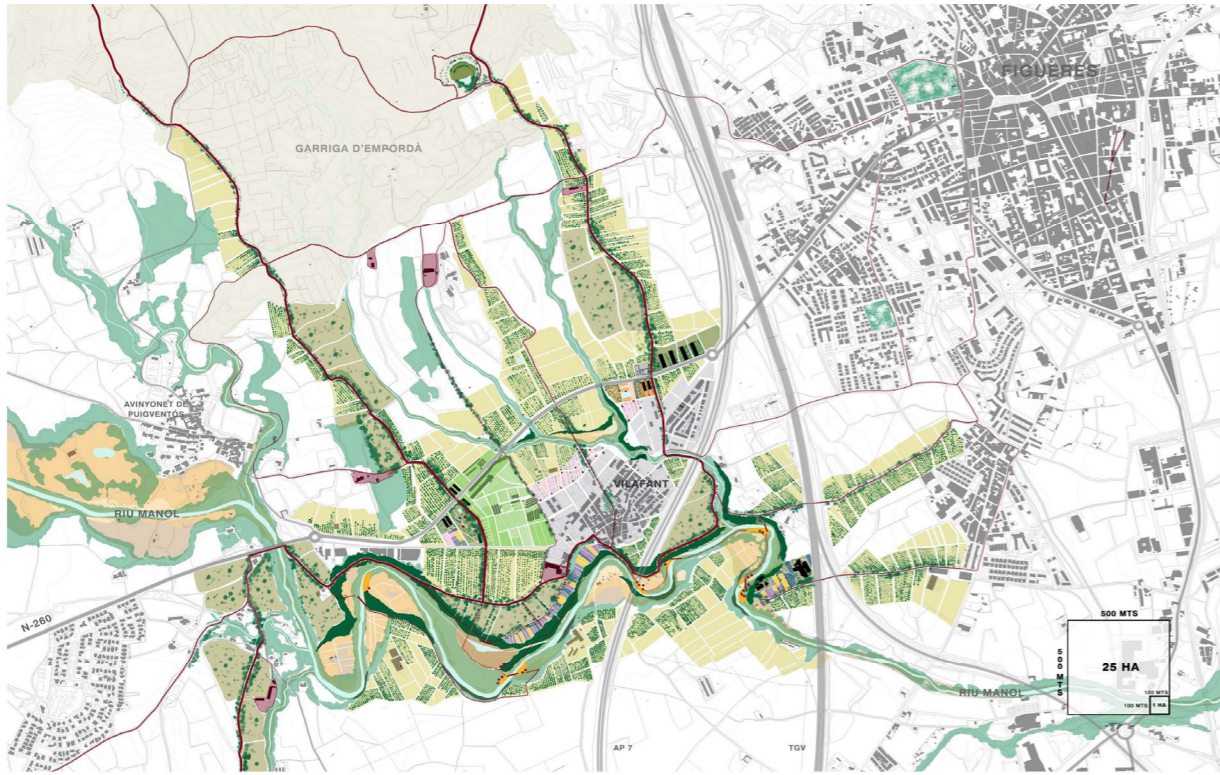 FIGUERES
GARRIGA D'EMPORDÀ
AVINYONET DE
PUIGVENTÓS
VILAFANT
RIU MANOL
N-260
500 MTS
500 MTS
25 HA
100 MTS
100 MTS
1 HA
RIU MANOL
AP 7
TGV